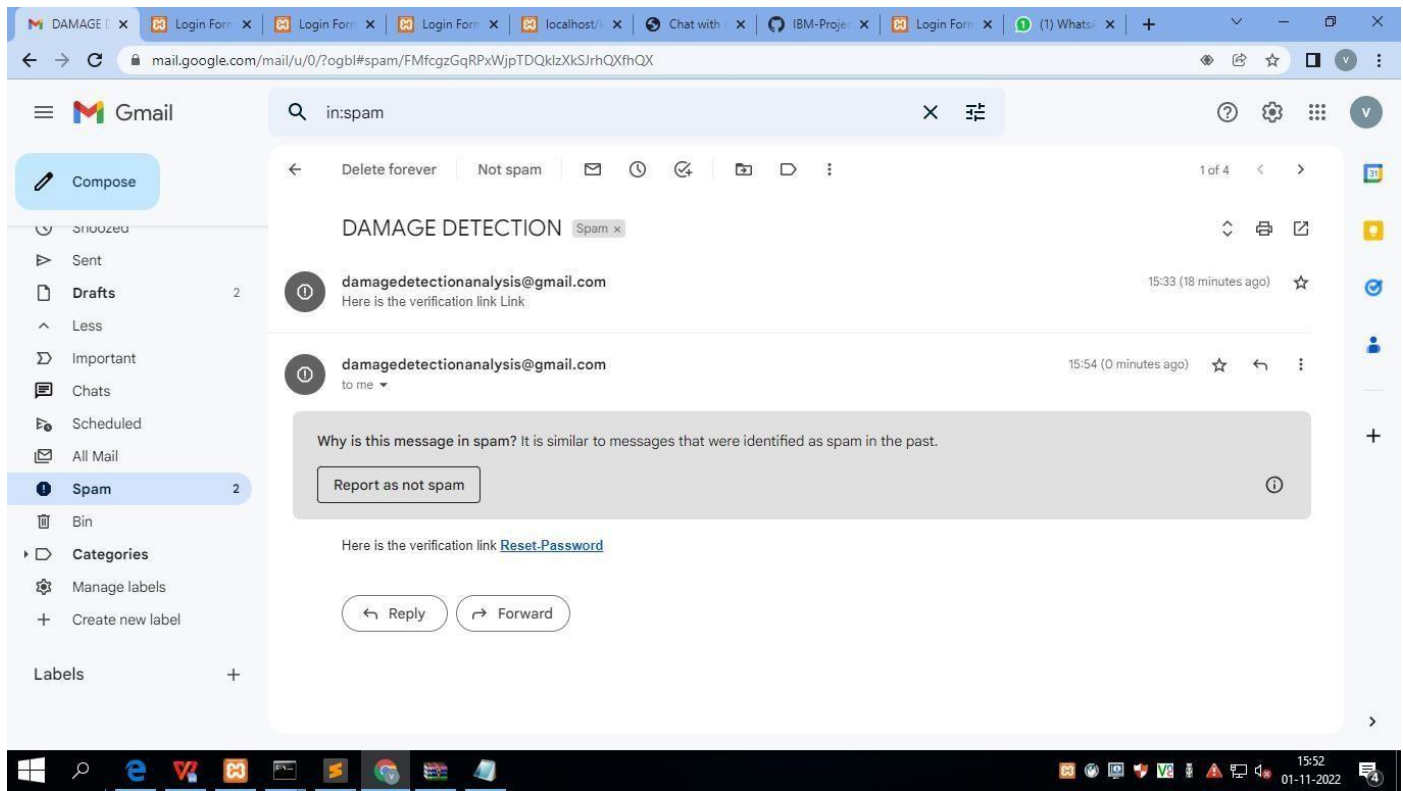 DAMAGE D
Login Form
Login Form
Login Form
localhost/l
Chat with
IBM-Projec
Login Form
(1) WhatsA
mail.google.com/mail/u/0/?ogbl#spam/FMfcgzGqRPxWjpTDQklzXkSJrhQXfhQX
V
Gmail
in:spam
V
Compose
Delete forever
Not spam
1 of 4
31
Snoozed
DAMAGE DETECTION Spam ×
Sent
Drafts 2
Less
Important
Chats
Scheduled
All Mail
Spam 2
Bin
Categories
Manage labels
Create new label
Labels
damagedetectionanalysis@gmail.com
15:33 (18 minutes ago)
Here is the verification link Link
damagedetectionanalysis@gmail.com
15:54 (0 minutes ago)
to me
Why is this message in spam? It is similar to messages that were identified as spam in the past.
Report as not spam
Here is the verification link Reset-Password
Reply
Forward
15:52
01-11-2022
4